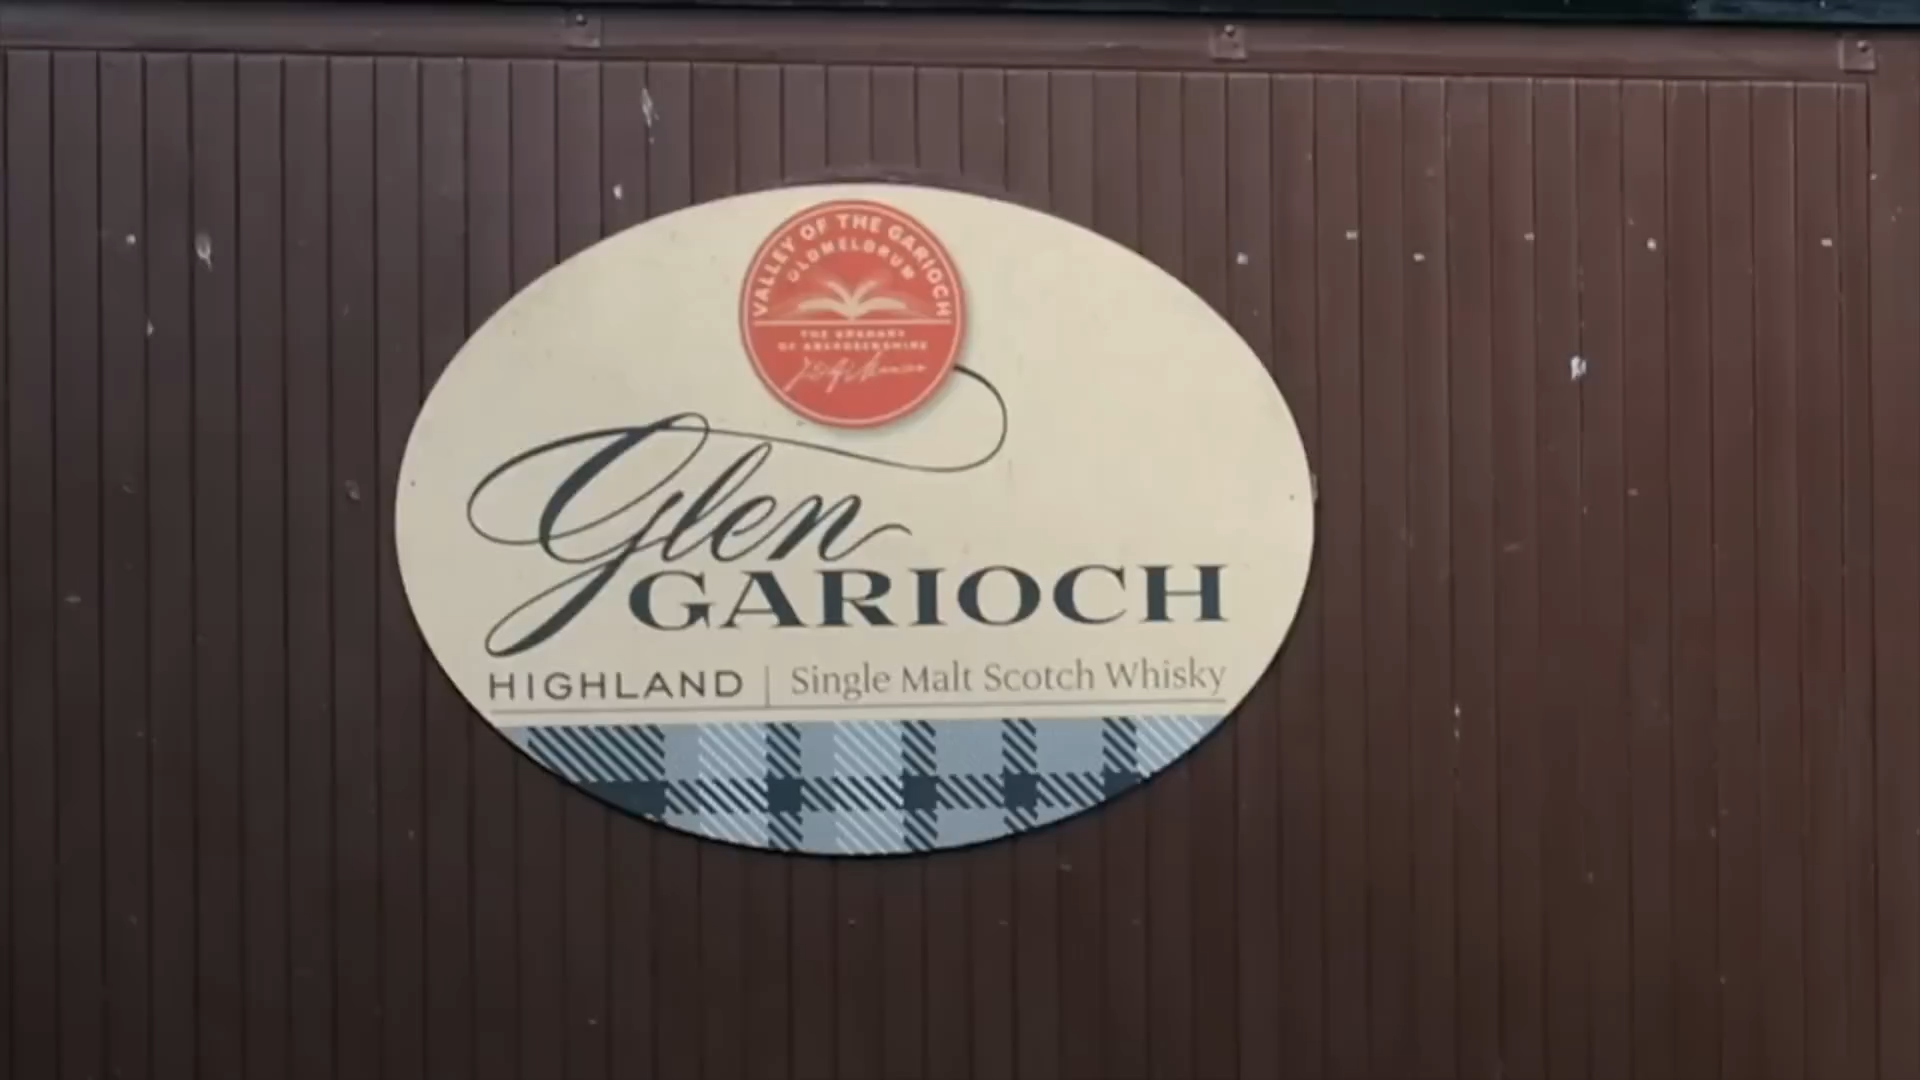 VALLEY OF THE GARIOCH
OLDMELDRUM
THE GRANARY
OF ABERDEENSHIRE
Glen
GARIOCH
HIGHLAND | Single Malt Scotch Whisky